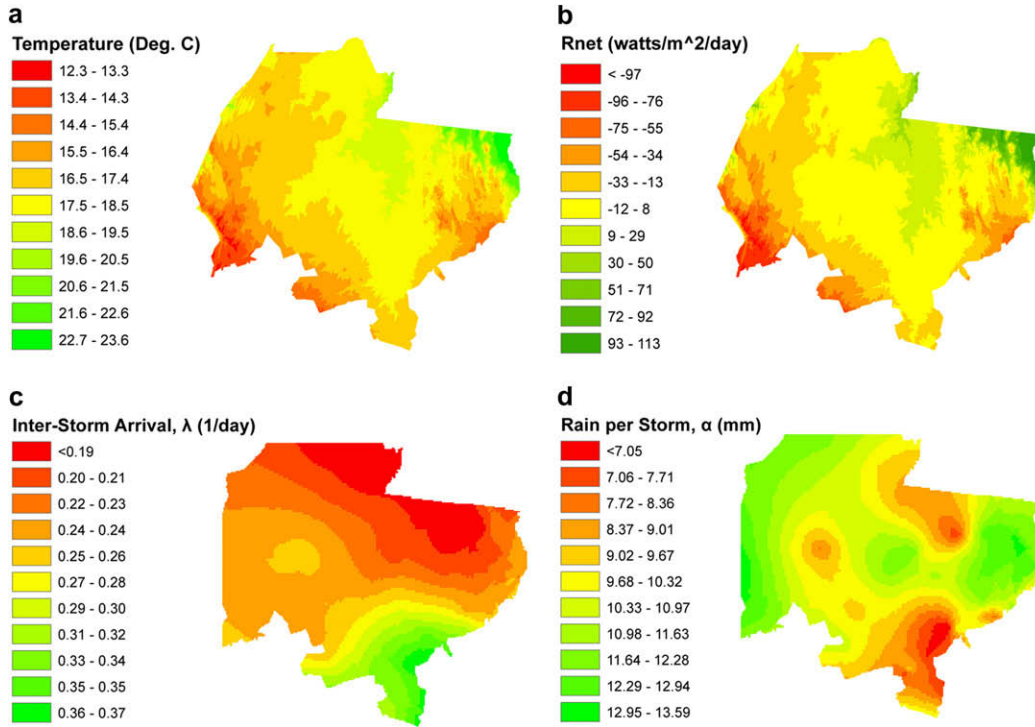 a
Temperature (Deg. C)
12.3 - 13.3
13.4 - 14.3
14.4 - 15.4
15.5 - 16.4
16.5 - 17.4
17.5 - 18.5
18.6 - 19.5
19.6 - 20.5
20.6 - 21.5
21.6 - 22.6
22.7 - 23.6
b
Rnet (watts/m^2/day)
< -97
-96 - -76
-75 - -55
-54 - -34
-33 - -13
-12 - 8
9 - 29
30 - 50
51 - 71
72 - 92
93 - 113
c
Inter-Storm Arrival, λ (1/day)
<0.19
0.20 - 0.21
0.22 - 0.23
0.24 - 0.24
0.25 - 0.26
0.27 - 0.28
0.29 - 0.30
0.31 - 0.32
0.33 - 0.34
0.35 - 0.35
0.36 - 0.37
d
Rain per Storm, α (mm)
<7.05
7.06 - 7.71
7.72 - 8.36
8.37 - 9.01
9.02 - 9.67
9.68 - 10.32
10.33 - 10.97
10.98 - 11.63
11.64 - 12.28
12.29 - 12.94
12.95 - 13.59